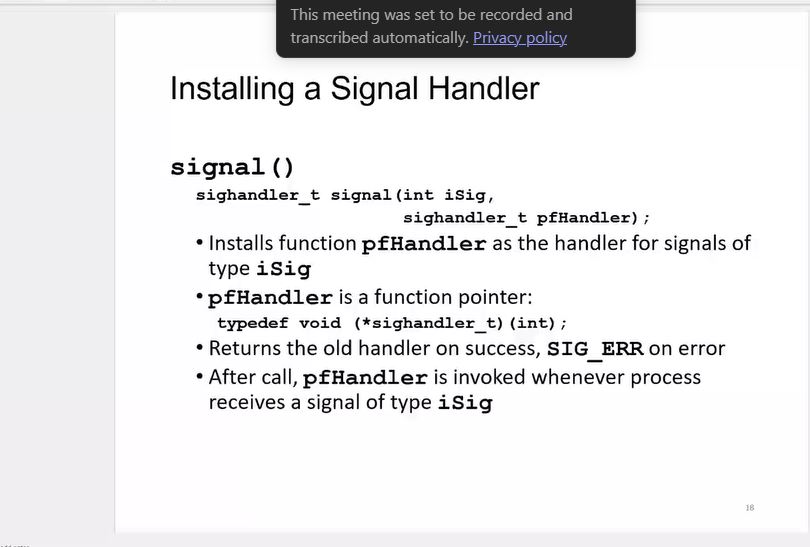 This meeting was set to be recorded and
transcribed automatically. Privacy policy
Installing a Signal Handler
signal()
sighandler_t signal(int iSig,
sighandler_t pfHandler);
• Installs function pfHandler as the handler for signals of
type iSig
• pfHandler is a function pointer:
typedef void (*sighandler_t)(int);
• Returns the old handler on success, SIG_ERR on error
• After call, pfHandler is invoked whenever process
receives a signal of type iSig
18